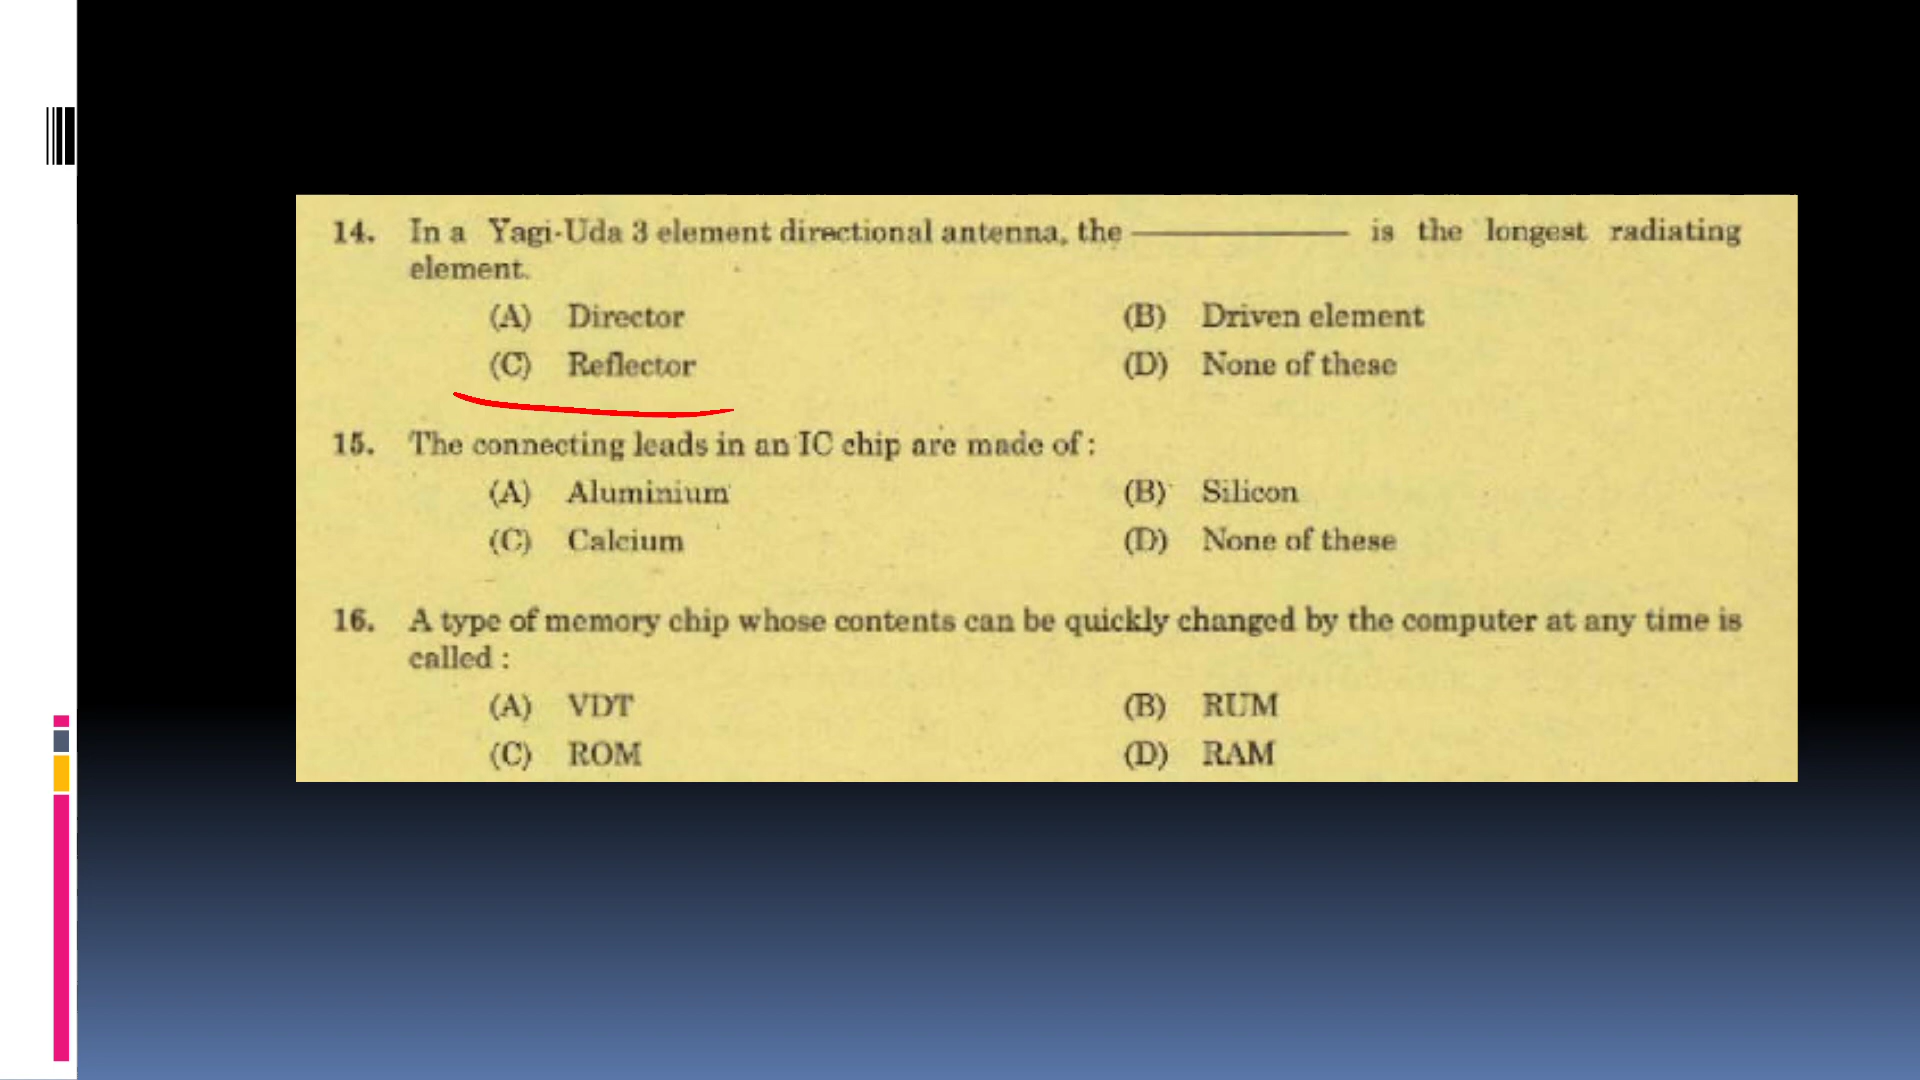 14. In a Yagi-Uda 3 element directional antenna, the ———————— is the longest radiating
element.
(A) Director (B) Driven element
(C) Reflector (D) None of these
15. The connecting leads in an IC chip are made of :
(A) Aluminium (B) Silicon
(C) Calcium (D) None of these
16. A type of memory chip whose contents can be quickly changed by the computer at any time is
called :
(A) VDT (B) RUM
(C) ROM (D) RAM